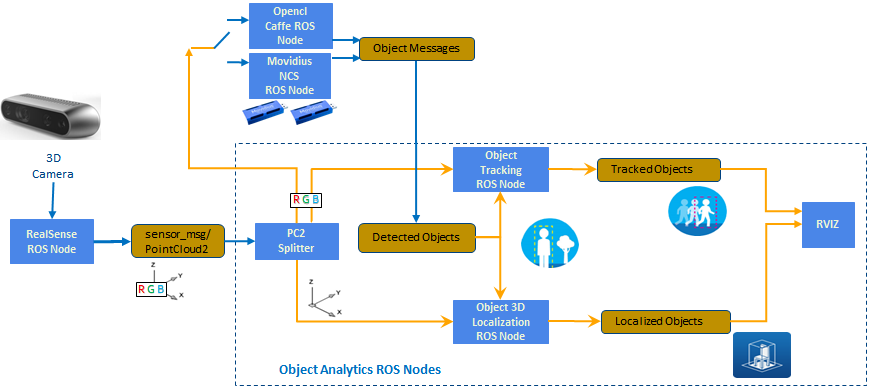 Opencl
Caffe ROS
Node
Object Messages
Movidius
NCS
ROS Node
3D
Camera
RealSense
ROS Node
sensor_msg/
PointCloud2
Z
Y
R G B
X
R G B
PC2
Splitter
Z
Y
X
Object
Tracking
ROS Node
Tracked Objects
Detected Objects
RVIZ
Object 3D
Localization
ROS Node
Localized Objects
Object Analytics ROS Nodes